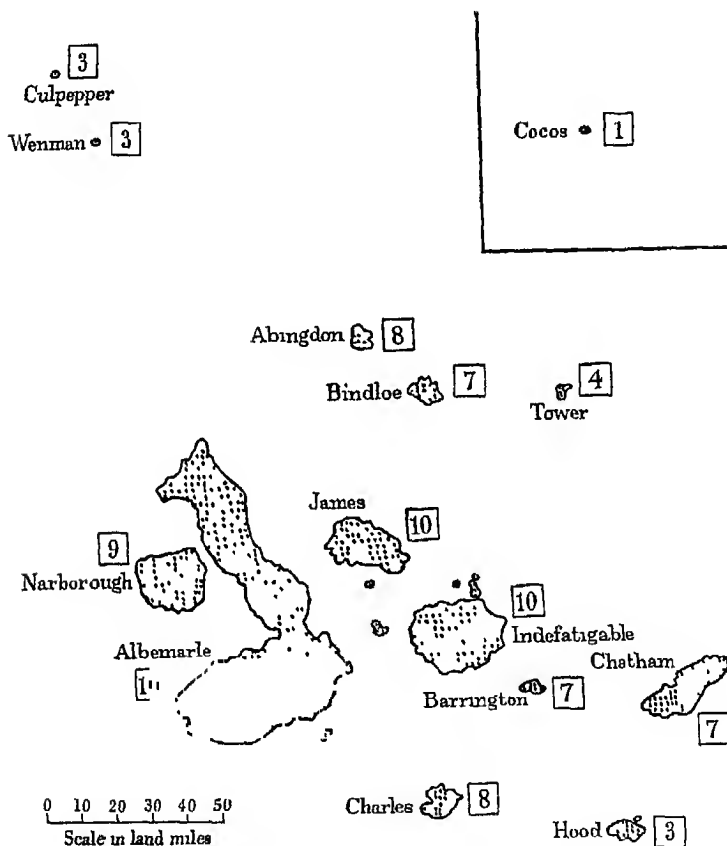 3
Culpepper
Wenman 3
Cocos 1
Abingdon 8
Bindloe 7
4
Tower
James
10
9
Narborough
10
Indefatigable
Albemarle
Chatham
Barrington 7
7
0 10 20 30 40 50
Scale in land miles
Charles 8
Hood 3